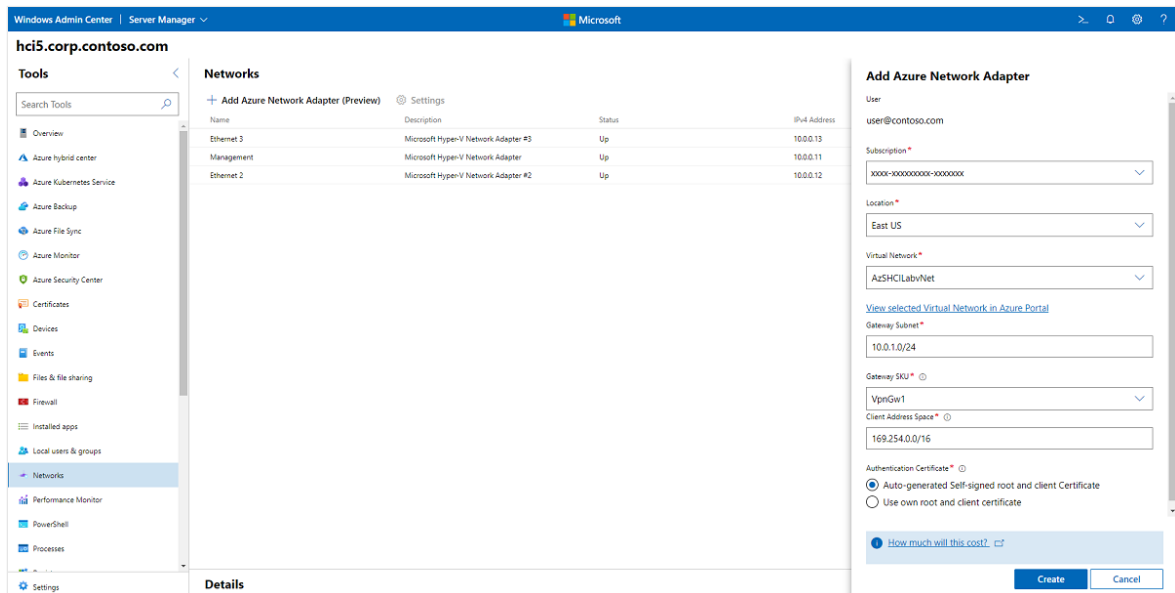 Windows Admin Center | Server Manager
Microsoft
hci5.corp.contoso.com
Tools
Search Tools
Overview
Azure hybrid center
Azure Kubernetes Service
Azure Backup
Azure File Sync
Azure Monitor
Azure Security Center
Certificates
Devices
Events
Files & file sharing
Firewall
Installed apps
Local users & groups
Networks
Performance Monitor
PowerShell
Processes
Settings
Networks
Add Azure Network Adapter (Preview) Settings
Name Description Status IPv4 Address
Ethernet 3 Microsoft Hyper-V Network Adapter #3 Up 10.0.0.13
Management Microsoft Hyper-V Network Adapter Up 10.0.0.11
Ethernet 2 Microsoft Hyper-V Network Adapter #2 Up 10.0.0.12
Details
Add Azure Network Adapter
User
user@contoso.com
Subscription *
xxxx-xxxxxxxxx-xxxxxxx
Location *
East US
Virtual Network *
AzSHCILabvNet
View selected Virtual Network in Azure Portal
Gateway Subnet *
10.0.1.0/24
Gateway SKU *
VpnGw1
Client Address Space *
169.254.0.0/16
Authentication Certificate *
Auto-generated Self-signed root and client Certificate
Use own root and client certificate
How much will this cost?
Create Cancel